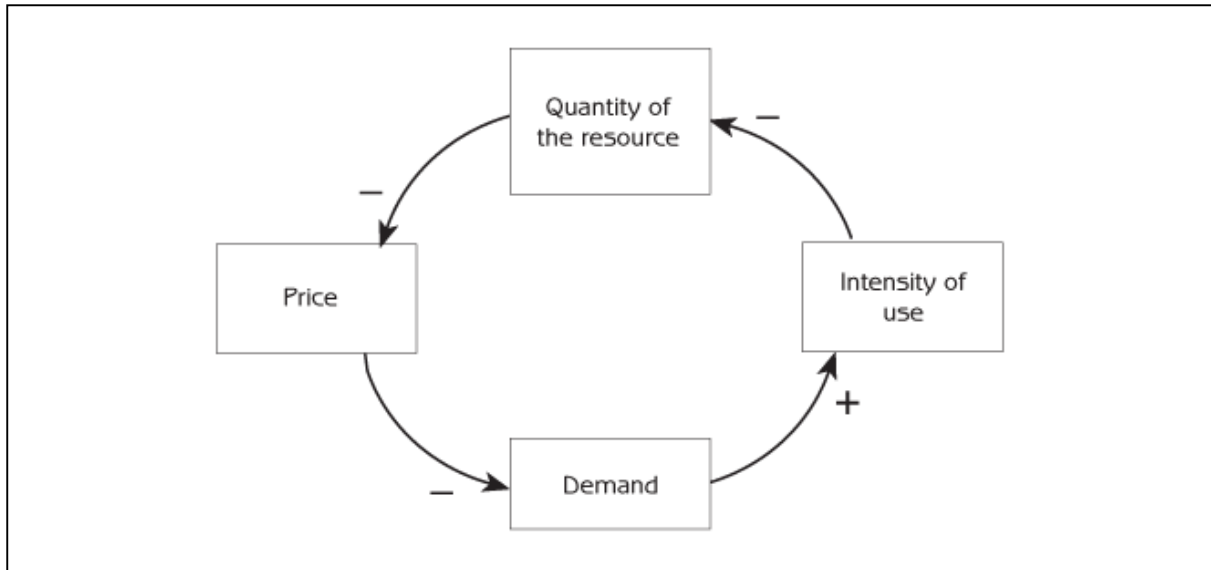 Quantity of
the resource
−
−
Price
Intensity of
use
+
−
Demand